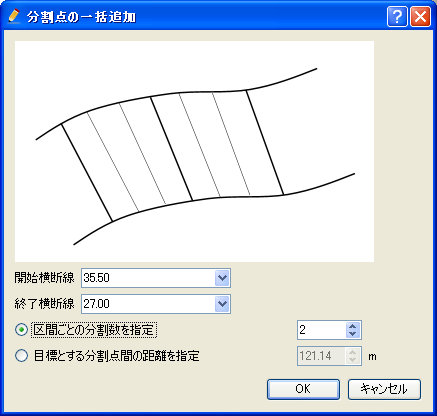 分割点の一括追加
開始横断線 35.50
終了横断線 27.00
区間ごとの分割数を指定 2
目標とする分割点間の距離を指定 121.14 m
OK キャンセル